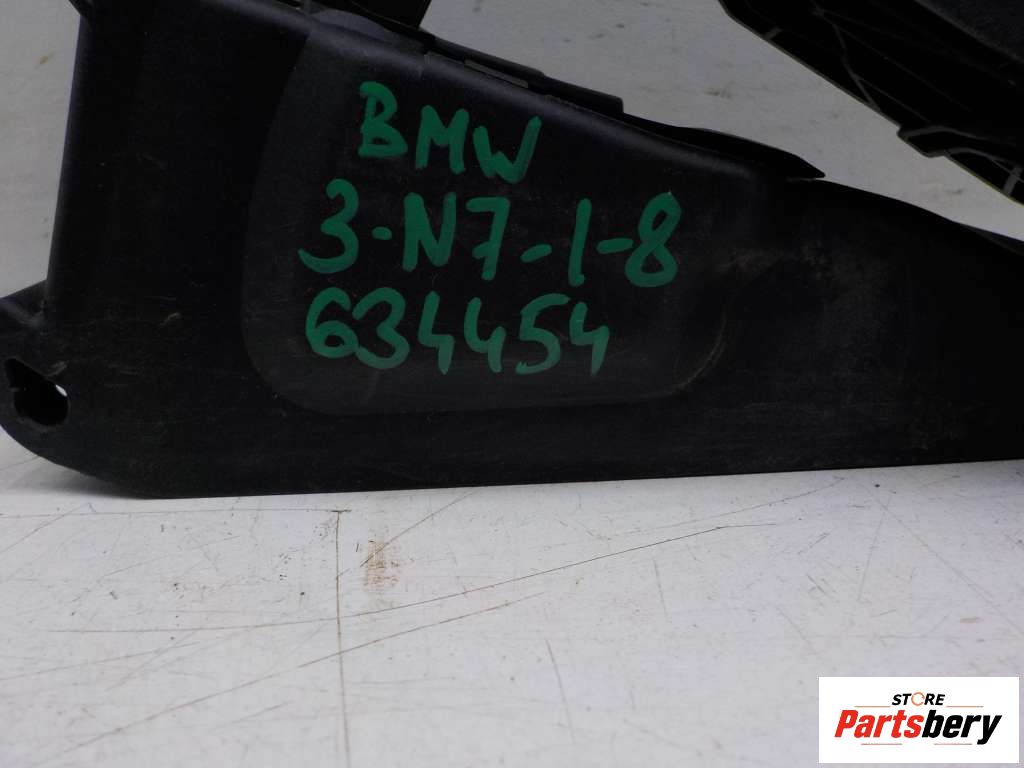 BMW
3-N7-1-8
634454
STORE
Partsbery